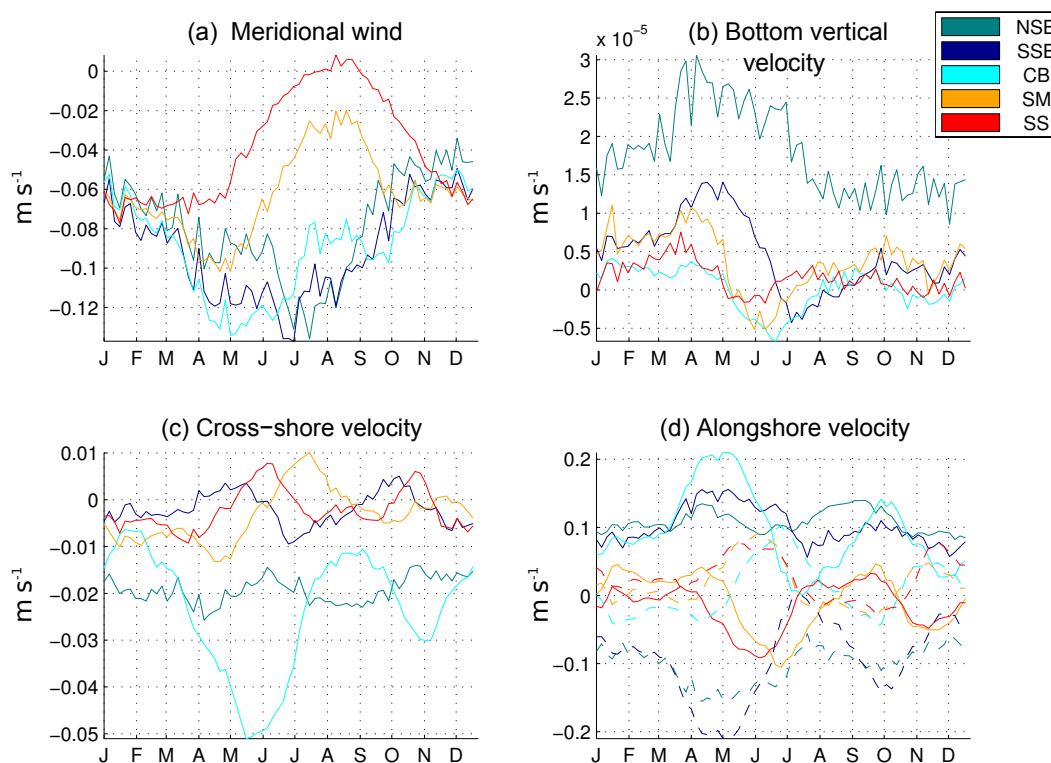 (a) Meridional wind
0
−0.02
−0.04
−0.06
−0.08
−0.1
−0.12
m s-1
J F M A M J J A S O N D
(b) Bottom vertical
velocity
x 10−5
3
2.5
2
1.5
1
0.5
0
−0.5
m s-1
J F M A M J J A S O N D
NSB
SSB
CB
SM
SS
(c) Cross−shore velocity
0.01
0
−0.01
−0.02
−0.03
−0.04
−0.05
m s-1
J F M A M J J A S O N D
(d) Alongshore velocity
0.2
0.1
0
−0.1
−0.2
m s-1
J F M A M J J A S O N D